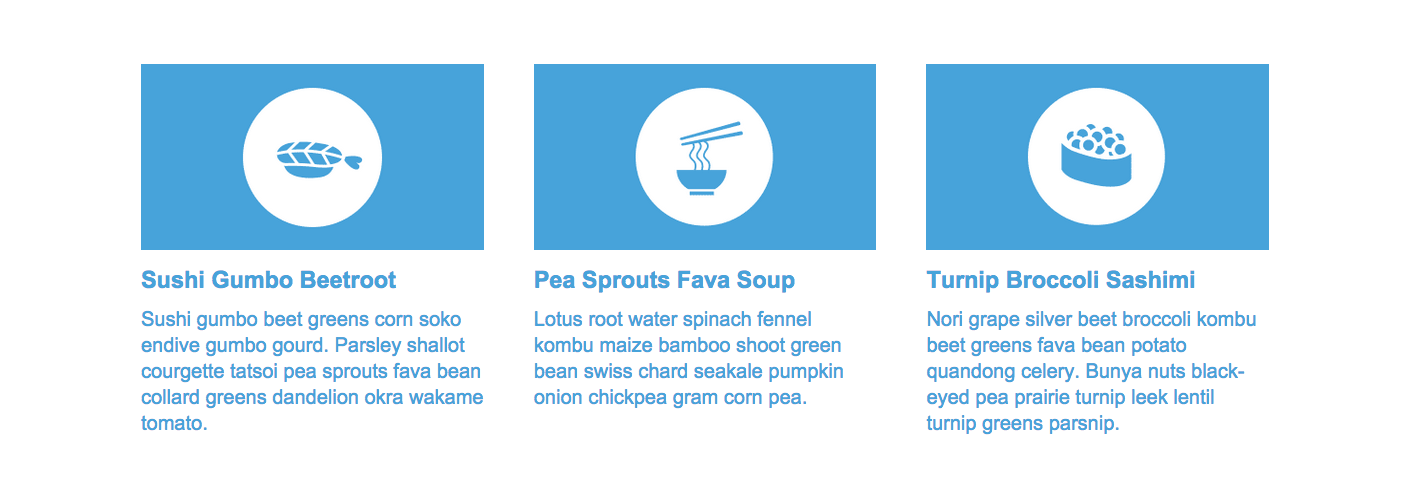 Sushi Gumbo Beetroot
Sushi gumbo beet greens corn soko
endive gumbo gourd. Parsley shallot
courgette tatsoi pea sprouts fava bean
collard greens dandelion okra wakame
tomato.
Pea Sprouts Fava Soup
Lotus root water spinach fennel
kombu maize bamboo shoot green
bean swiss chard seakale pumpkin
onion chickpea gram corn pea.
Turnip Broccoli Sashimi
Nori grape silver beet broccoli kombu
beet greens fava bean potato
quandong celery. Bunya nuts black-
eyed pea prairie turnip leek lentil
turnip greens parsnip.